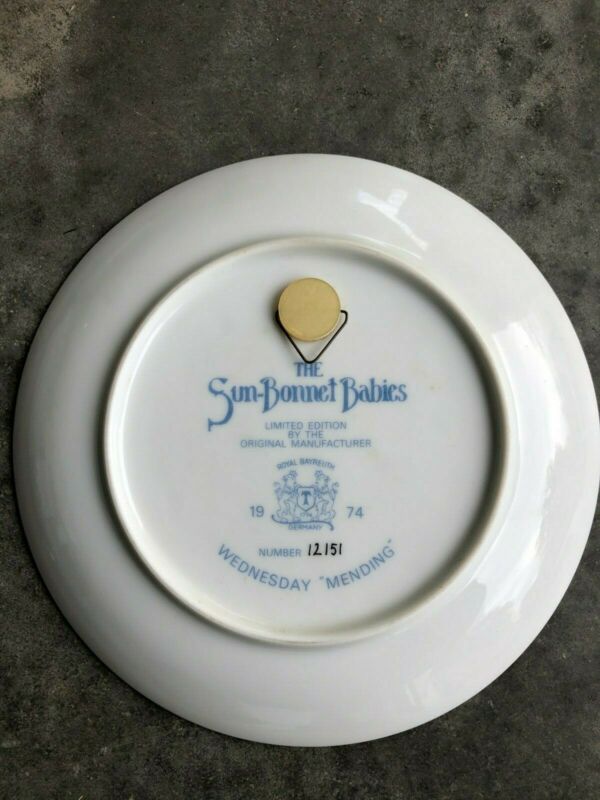 THE
Sun-Bonnet Babies
LIMITED EDITION
BY THE
ORIGINAL MANUFACTURER
ROYAL BAYREUTH
19 T 74
GERMANY
NUMBER 12151
WEDNESDAY "MENDING"